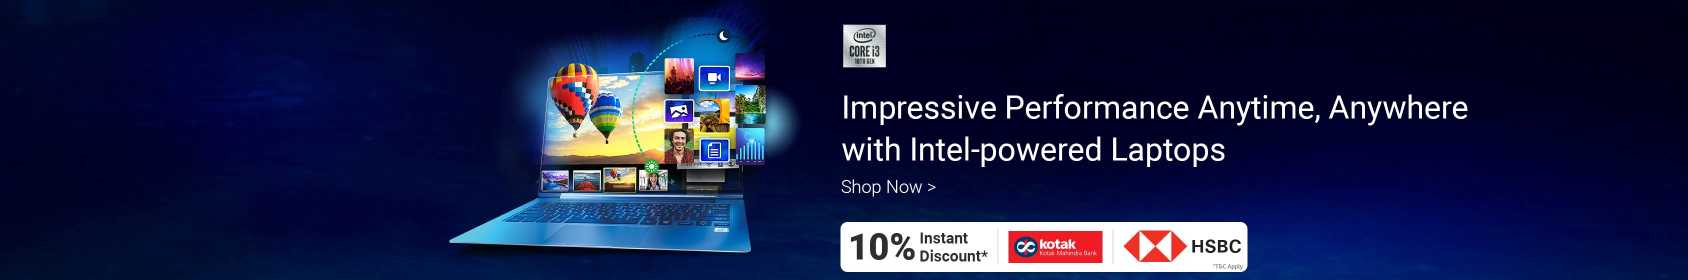 intel
CORE i3
10TH GEN
Impressive Performance Anytime, Anywhere
with Intel-powered Laptops
Shop Now >
10% Instant
Discount*
kotak
Kotak Mahindra Bank
HSBC
*T&C Apply